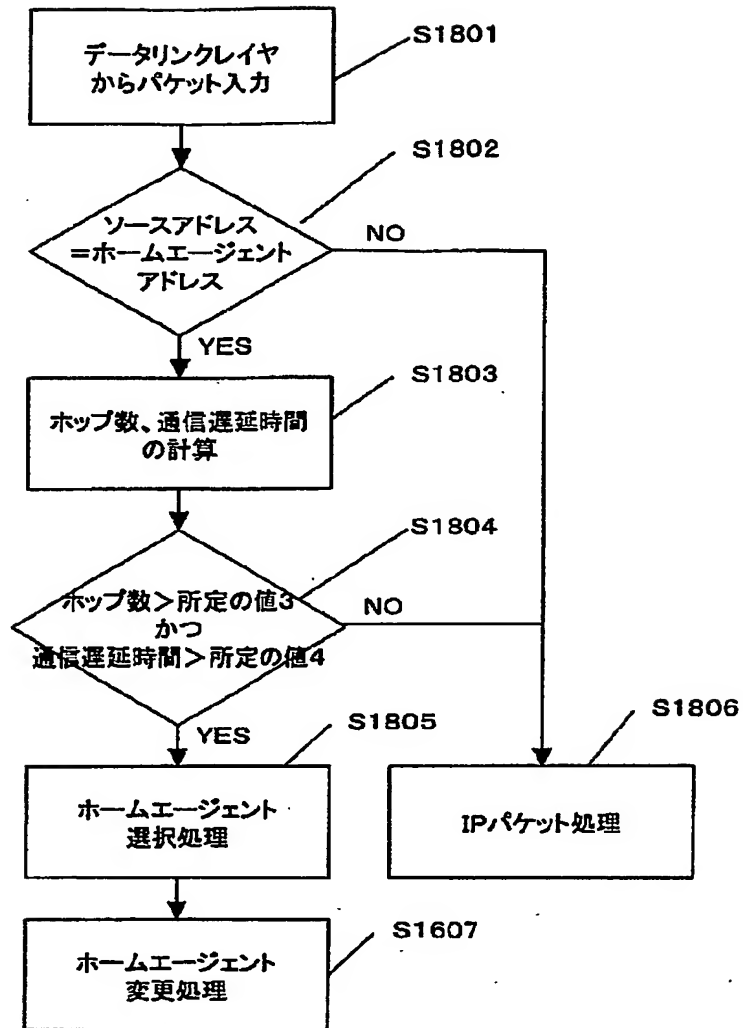 データリンクレイヤ
からパケット入力
S1801
S1802
ソースアドレス
=ホームエージェント
アドレス
NO
YES
S1803
ホップ数、通信遅延時間
の計算
S1804
ホップ数>所定の値3
かつ
通信遅延時間>所定の値4
NO
YES
S1805
S1806
ホームエージェント
選択処理
IPパケット処理
S1607
ホームエージェント
変更処理